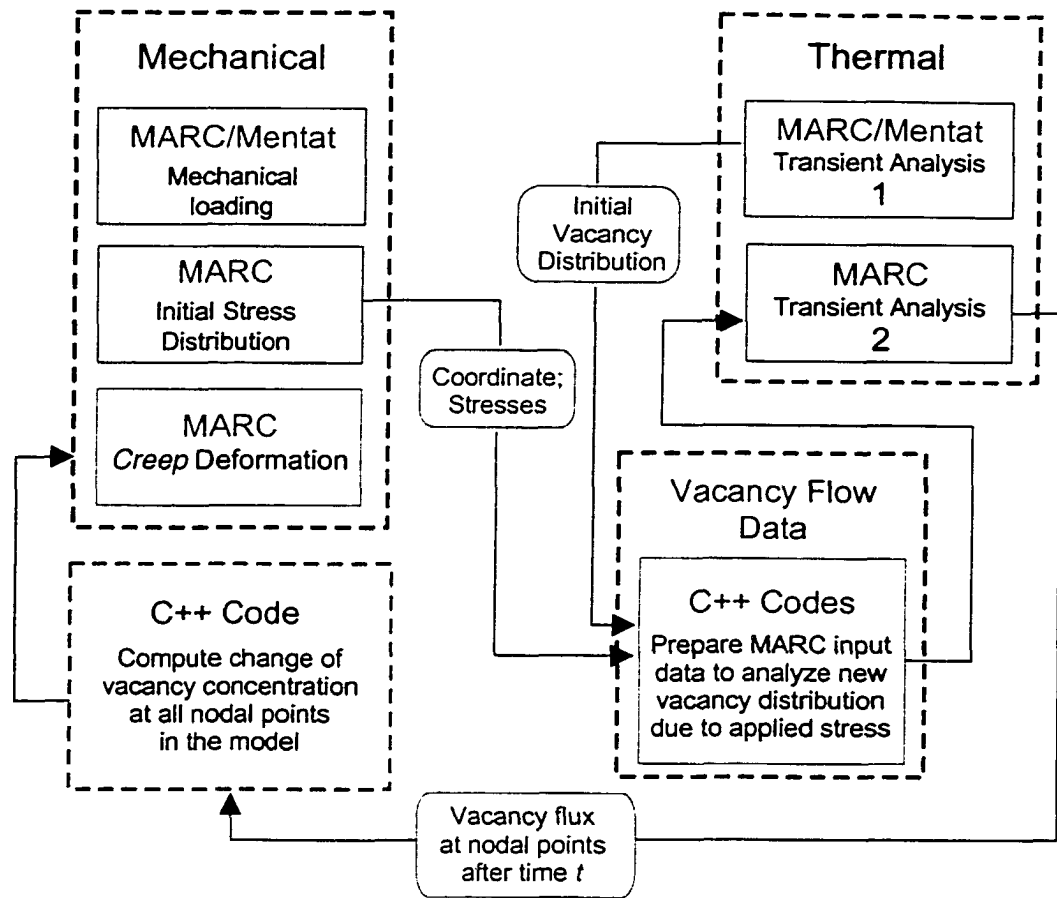 Mechanical
MARC/Mentat
Mechanical
loading
MARC
Initial Stress
Distribution
MARC
Creep Deformation
C++ Code
Compute change of
vacancy concentration
at all nodal points
in the model
Coordinate;
Stresses
Initial
Vacancy
Distribution
Thermal
MARC/Mentat
Transient Analysis
1
MARC
Transient Analysis
2
Vacancy Flow
Data
C++ Codes
Prepare MARC input
data to analyze new
vacancy distribution
due to applied stress
Vacancy flux
at nodal points
after time t